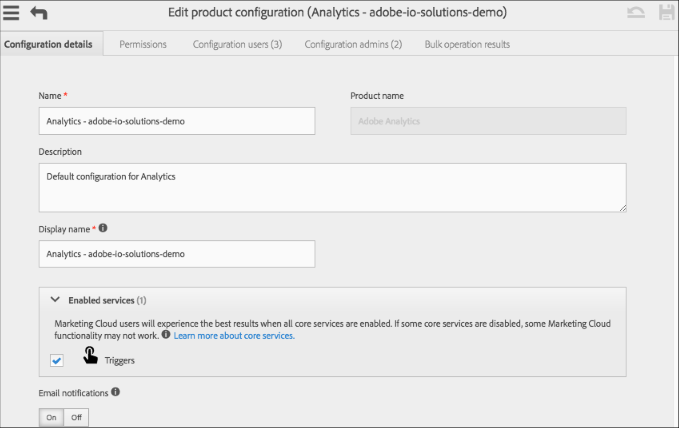 Edit product configuration (Analytics - adobe-io-solutions-demo)
Configuration details Permissions Configuration users (3) Configuration admins (2) Bulk operation results
Name * Product name
Analytics - adobe-io-solutions-demo Adobe Analytics
Description
Default configuration for Analytics
Display name *
Analytics - adobe-io-solutions-demo
Enabled services (1)
Marketing Cloud users will experience the best results when all core services are enabled. If some core services are disabled, some Marketing Cloud
functionality may not work. Learn more about core services.
Triggers
Email notifications
On Off